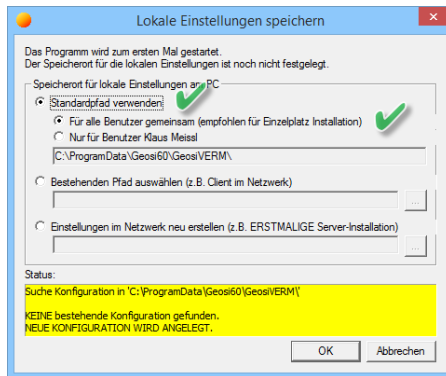 Lokale Einstellungen speichern
Das Programm wird zum ersten Mal gestartet.
Der Speicherort für die lokalen Einstellungen ist noch nicht festgelegt.
Speicherort für lokale Einstellungen am PC
Standardpfad verwenden
Für alle Benutzer gemeinsam (empfohlen für Einzelplatz Installation)
Nur für Benutzer Klaus Meissl
C:\ProgramData\Geosi60\GeosiVERM\
Bestehenden Pfad auswählen (z.B. Client im Netzwerk)
...
Einstellungen im Netzwerk neu erstellen (z.B. ERSTMALIGE Server-Installation)
...
Status:
Suche Konfiguration in 'C:\ProgramData\Geosi60\GeosiVERM\'
KEINE bestehende Konfiguration gefunden.
NEUE KONFIGURATION WIRD ANGELEGT.
OK
Abbrechen